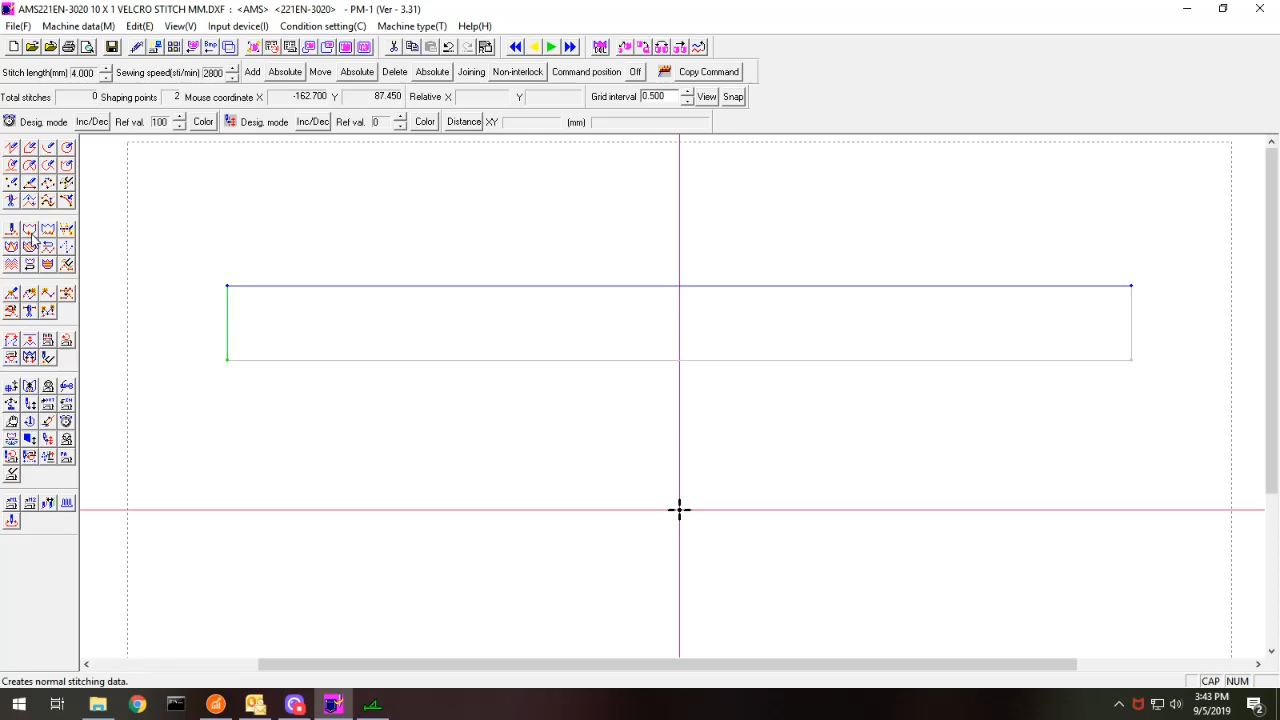 AMS221EN-3020 10 X 1 VELCRO STITCH MM.DXF : <AMS> <221EN-3020> - PM-1 (Ver - 3.31)
File(F) Machine data(M) Edit(E) View(V) Input device(I) Condition setting(C) Machine type(T) Help(H)
Stitch length(mm) 4.000 Sewing speed(sti/min) 2800 Add Absolute Move Absolute Delete Absolute Joining Non-interlock Command position Off Copy Command
Total stitches 0 Shaping points 2 Mouse coordinate X -162.700 Y 87.450 Relative X Y Grid interval 0.500 View Snap
Desig. mode Inc/Dec Ref val. 100 Color Desig. mode Inc/Dec Ref val. 0 Color Distance XY (mm)
Creates normal stitching data. CAP NUM
3:43 PM
9/5/2019
2